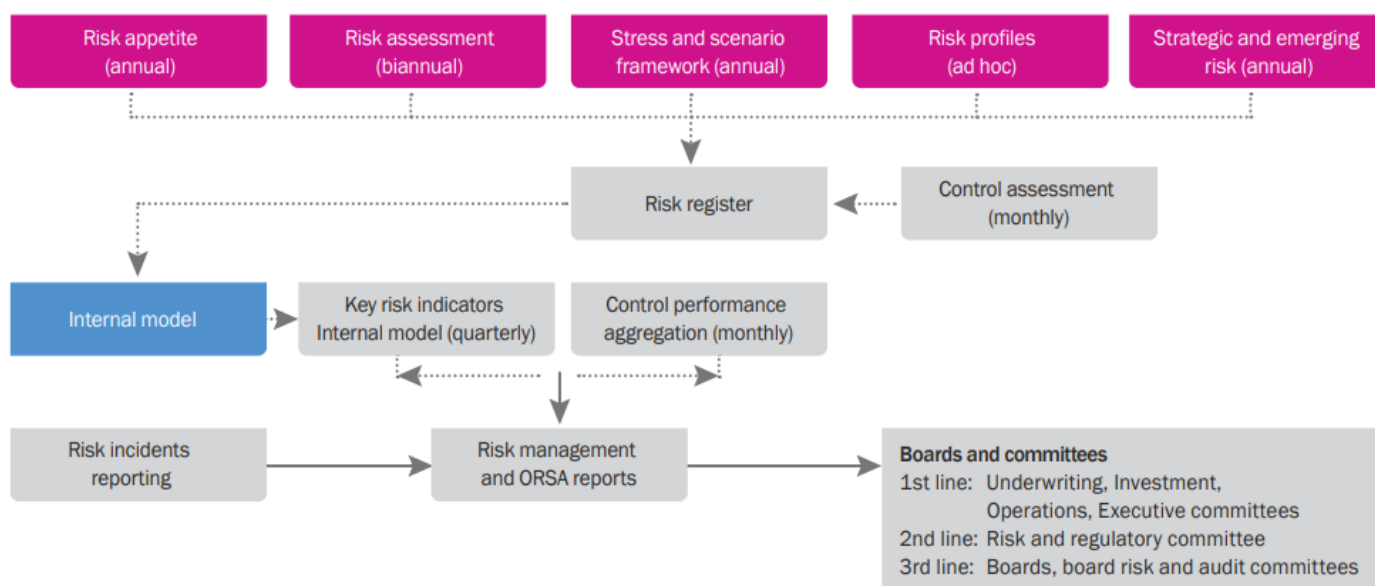 Risk appetite
(annual)
Risk assessment
(biannual)
Stress and scenario
framework (annual)
Risk profiles
(ad hoc)
Strategic and emerging
risk (annual)
Risk register
Control assessment
(monthly)
Internal model
Key risk indicators
Internal model (quarterly)
Control performance
aggregation (monthly)
Risk incidents
reporting
Risk management
and ORSA reports
Boards and committees
1st line: Underwriting, Investment,
Operations, Executive committees
2nd line: Risk and regulatory committee
3rd line: Boards, board risk and audit committees